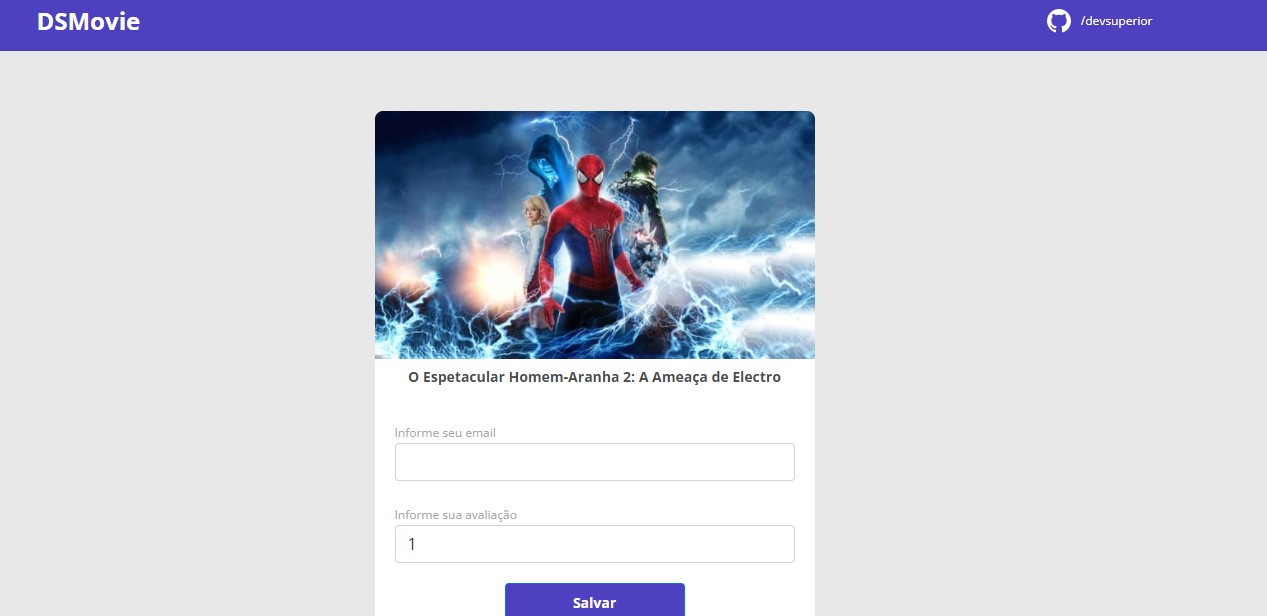 DSMovie
/devsuperior
O Espetacular Homem-Aranha 2: A Ameaça de Electro
Informe seu email
Informe sua avaliação
1
Salvar